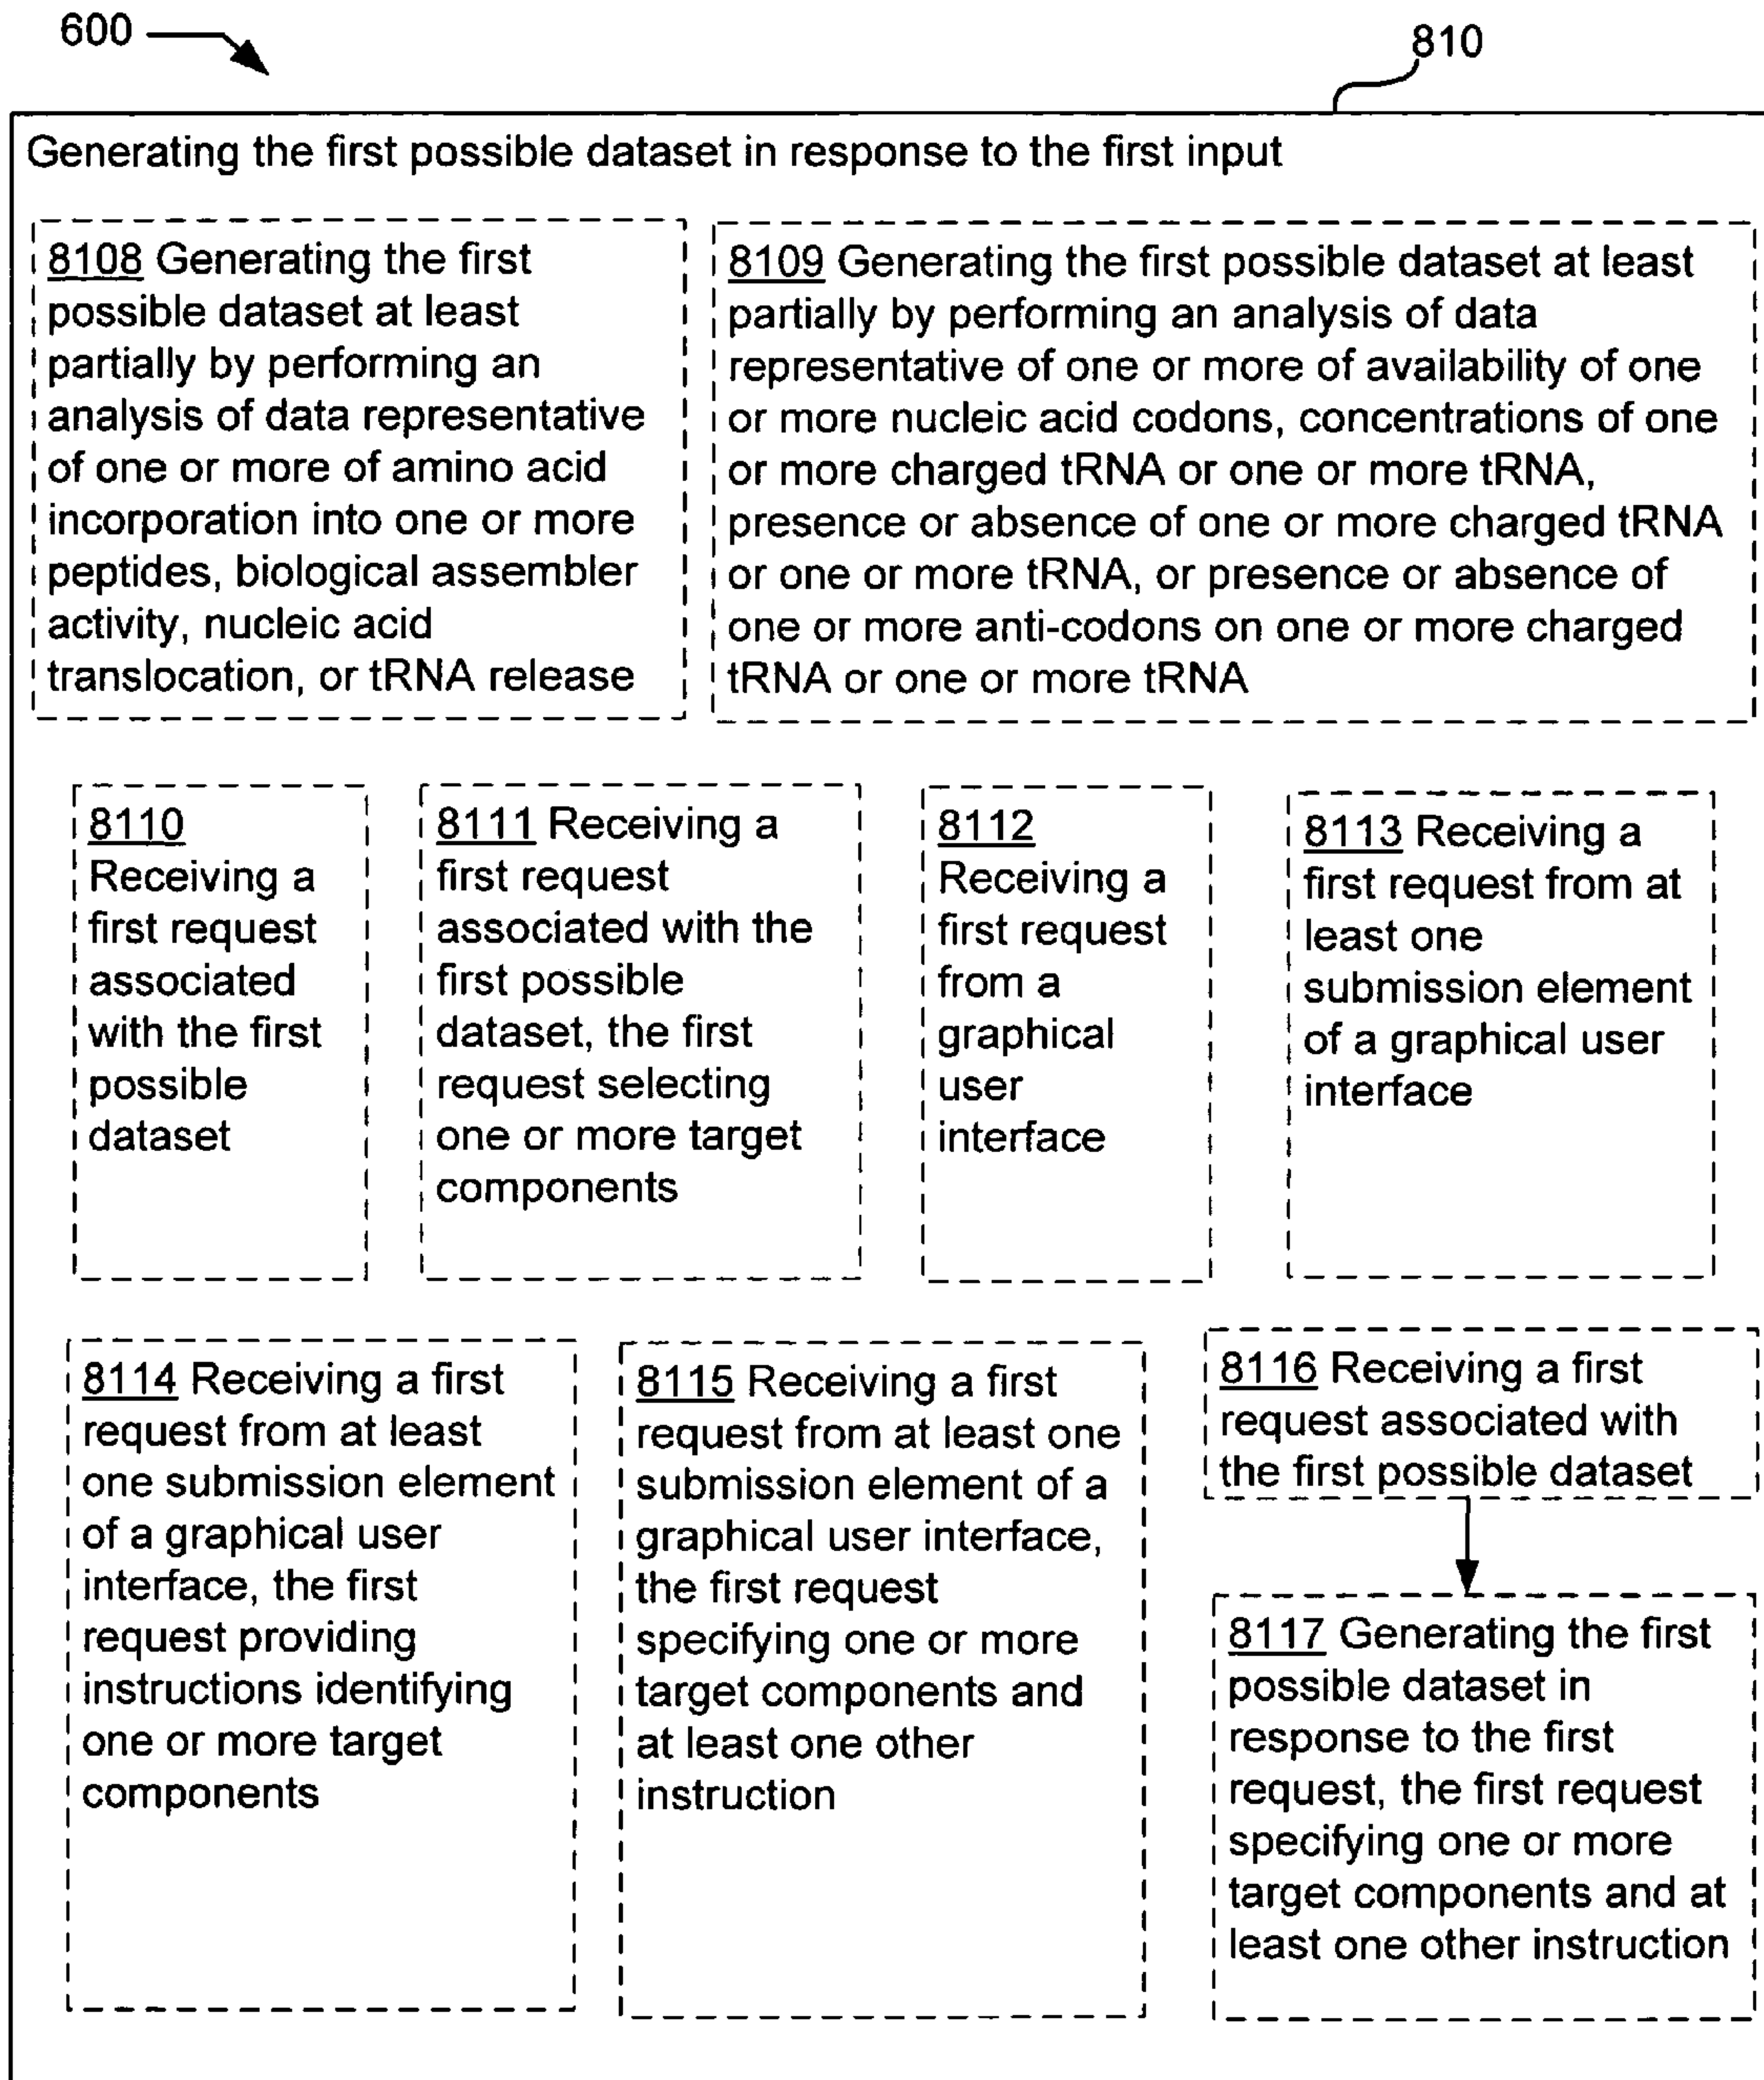 600
810
Generating the first possible dataset in response to the first input
8108 Generating the first
possible dataset at least
partially by performing an
analysis of data representative
of one or more of amino acid
incorporation into one or more
peptides, biological assembler
activity, nucleic acid
translocation, or tRNA release
8109 Generating the first possible dataset at least
partially by performing an analysis of data
representative of one or more of availability of one
or more nucleic acid codons, concentrations of one
or more charged tRNA or one or more tRNA,
presence or absence of one or more charged tRNA
or one or more tRNA, or presence or absence of
one or more anti-codons on one or more charged
tRNA or one or more tRNA
8110
Receiving a
first request
associated
with the first
possible
dataset
8111 Receiving a
first request
associated with the
first possible
dataset, the first
request selecting
one or more target
components
8112
Receiving a
first request
from a
graphical
user
interface
8113 Receiving a
first request from at
least one
submission element
of a graphical user
interface
8114 Receiving a first
request from at least
one submission element
of a graphical user
interface, the first
request providing
instructions identifying
one or more target
components
8115 Receiving a first
request from at least one
submission element of a
graphical user interface,
the first request
specifying one or more
target components and
at least one other
instruction
8116 Receiving a first
request associated with
the first possible dataset
8117 Generating the first
possible dataset in
response to the first
request, the first request
specifying one or more
target components and at
least one other instruction